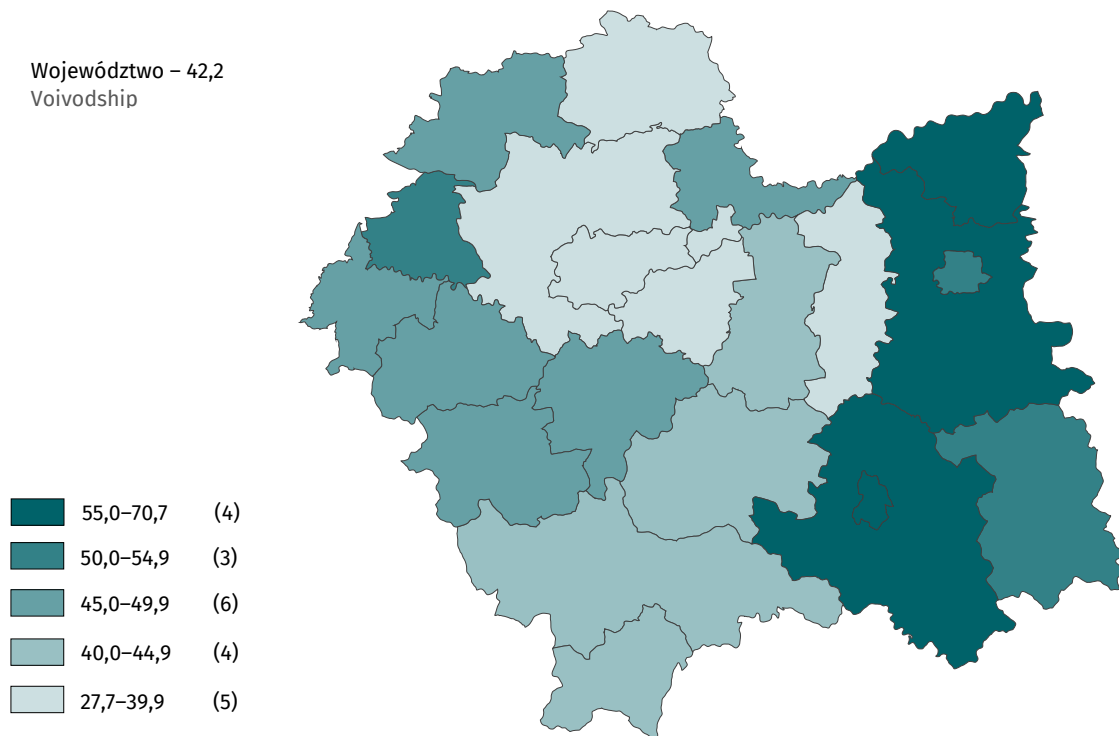 Województwo – 42,2
Voivodship
55,0–70,7 (4)
50,0–54,9 (3)
45,0–49,9 (6)
40,0–44,9 (4)
27,7–39,9 (5)